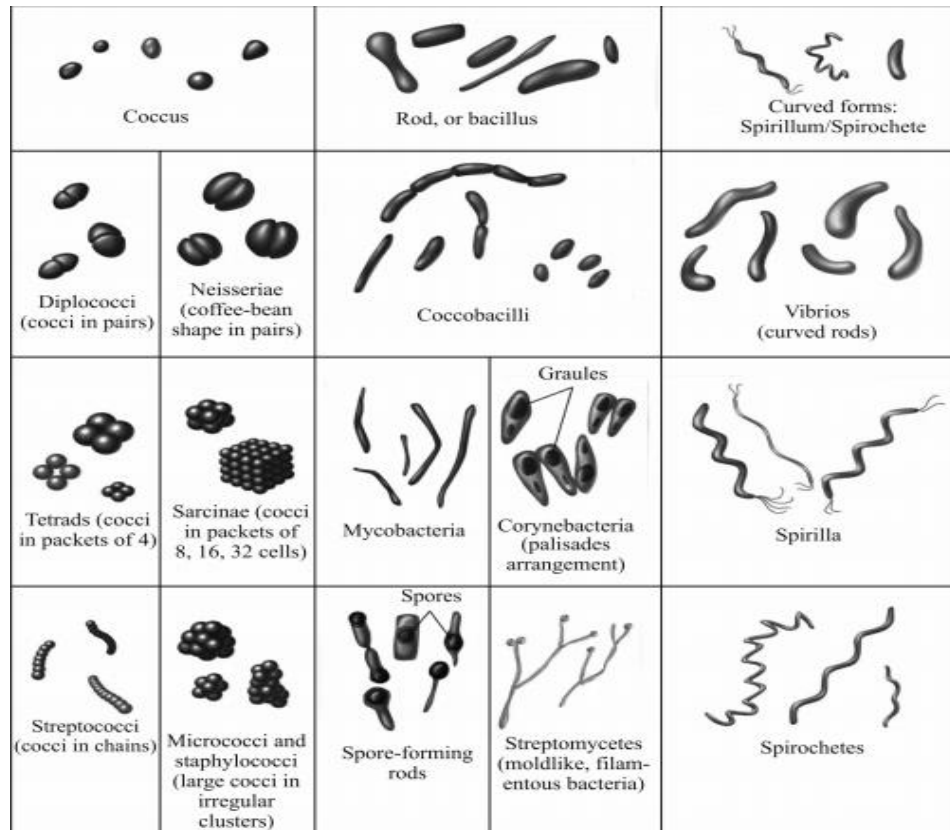 Coccus
Rod, or bacillus
Curved forms:
Spirillum/Spirochete
Diplococci
(cocci in pairs)
Neisseriae
(coffee-bean
shape in pairs)
Coccobacilli
Vibrios
(curved rods)
Tetrads (cocci
in packets of 4)
Sarcinae (cocci
in packets of
8, 16, 32 cells)
Mycobacteria
Graules
Corynebacteria
(palisades
arrangement)
Spirilla
Streptococci
(cocci in chains)
Micrococci and
staphylococci
(large cocci in
irregular
clusters)
Spores
Spore-forming
rods
Streptomycetes
(moldlike, filam-
entous bacteria)
Spirochetes